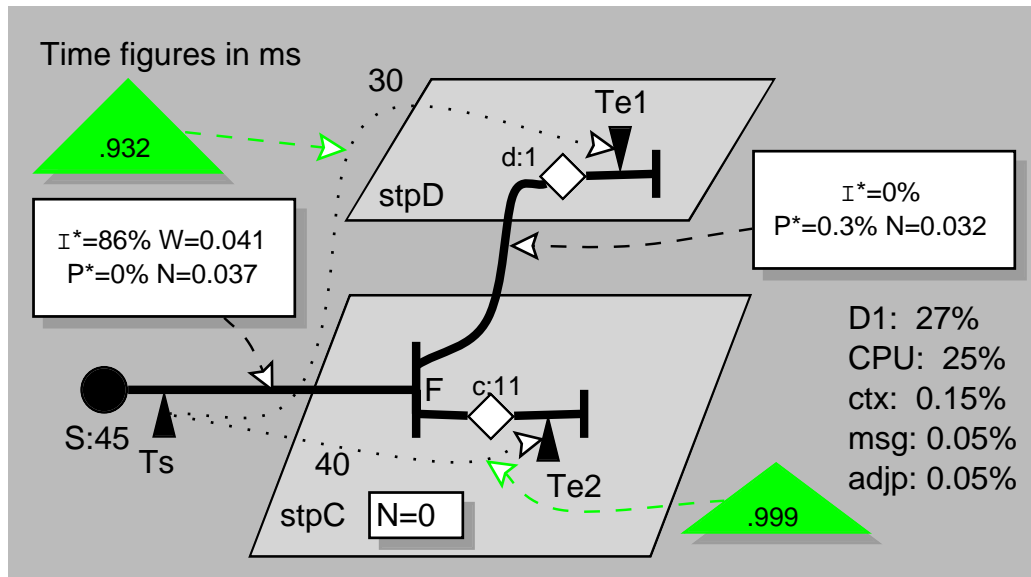 Time figures in ms
.932
30
Te1
d:1
stpD
I*=86% W=0.041
P*=0% N=0.037
I*=0%
P*=0.3% N=0.032
D1: 27%
CPU: 25%
ctx: 0.15%
msg: 0.05%
adjp: 0.05%
F
c:11
S:45
Ts
40
Te2
stpC
N=0
.999